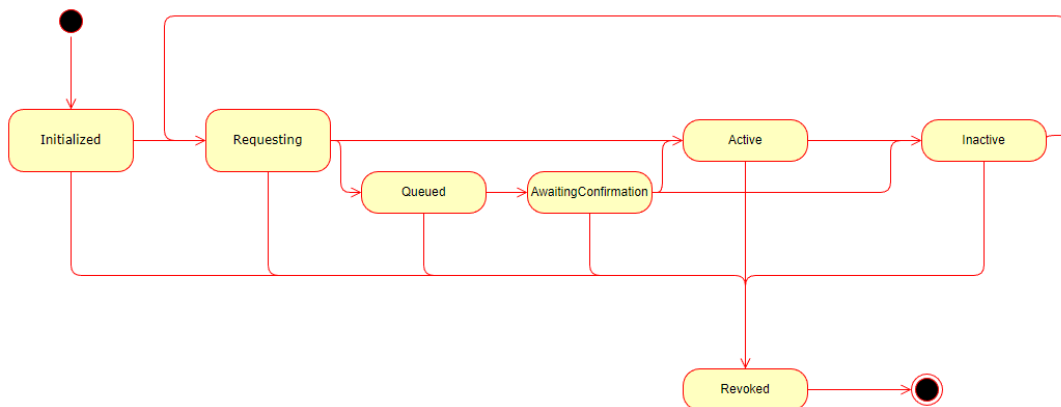 Initialized
Requesting
Active
Inactive
Queued
AwaitingConfirmation
Revoked